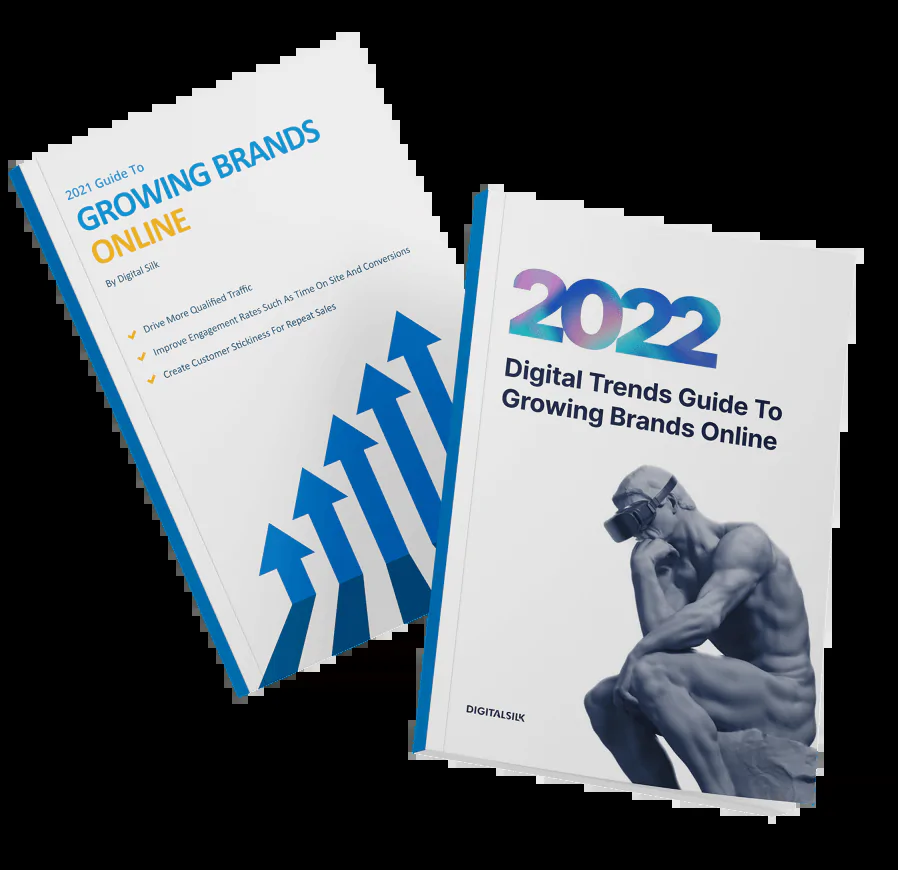 2021 Guide To
GROWING BRANDS
ONLINE
By Digital Silk
Drive More Qualified Traffic
Improve Engagement Rates Such As Time On Site And Conversions
Create Customer Stickiness For Repeat Sales
2022
Digital Trends Guide To
Growing Brands Online
DIGITALSILK